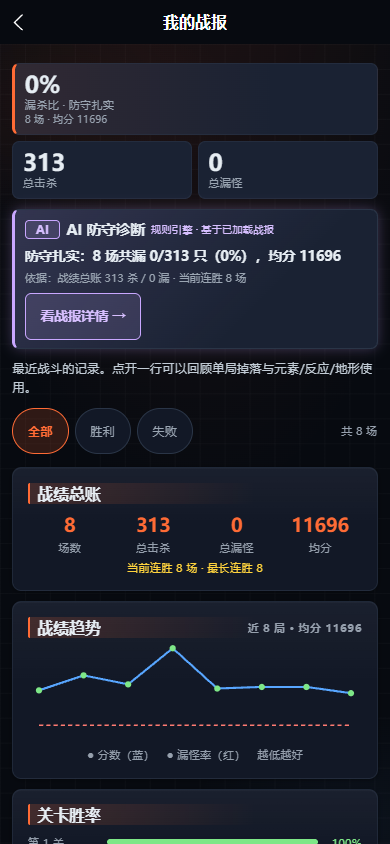 我的战报
0%
漏杀比 · 防守扎实
8 场 · 均分 11696
313
总击杀
0
总漏怪
AI AI 防守诊断 规则引擎 · 基于已加载战报
防守扎实：8 场共漏 0/313 只（0%），均分 11696
依据：战绩总账 313 杀 / 0 漏 · 当前连胜 8 场
看战报详情 →
最近战斗的记录。点开一行可以回顾单局掉落与元素/反应/地形使
用。
全部 胜利 失败 共 8 场
战绩总账
8 313 0 11696
场数 总击杀 总漏怪 均分
当前连胜 8 场 · 最长连胜 8
战绩趋势 近 8 局 • 均分 11696
● 分数（蓝） ● 漏怪率（红） 越低越好
关卡胜率
第 1 关 100%